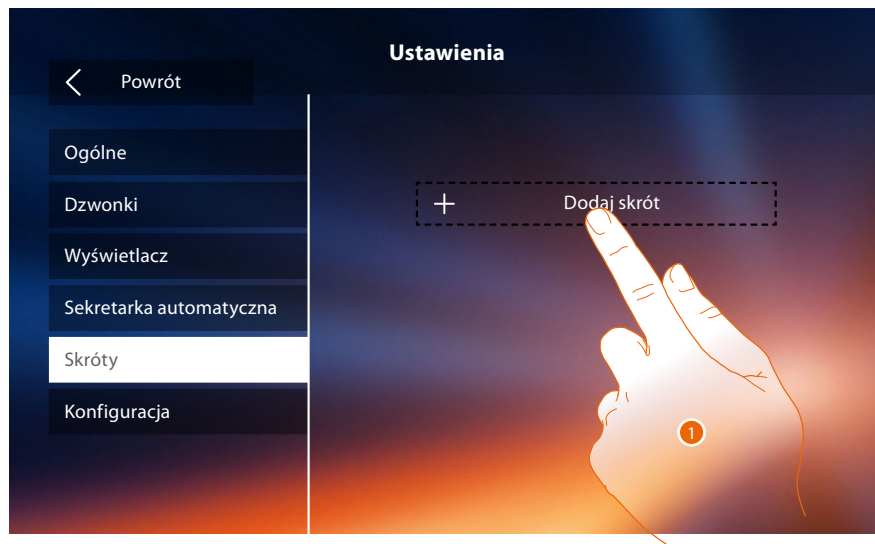 Ustawienia
Powrót
Ogólne
Dzwonki
Wyświetlacz
Sekretarka automatyczna
Skróty
Konfiguracja
+ Dodaj skrót
1